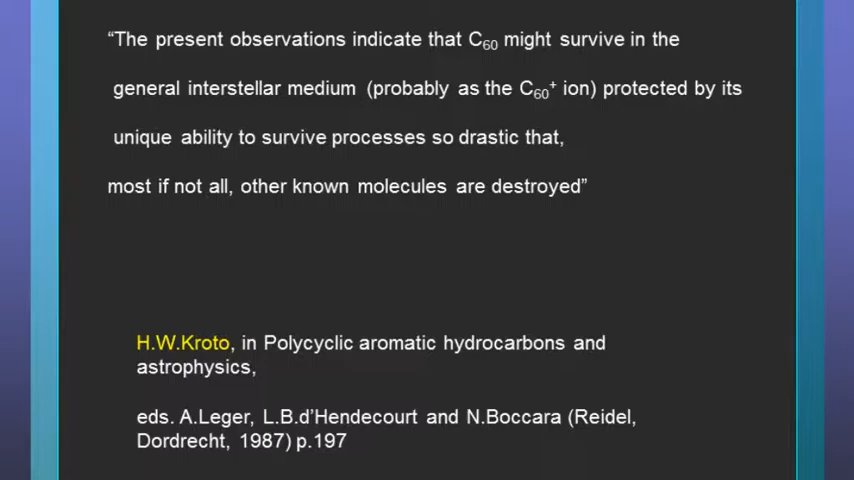 “The present observations indicate that C₆₀ might survive in the
general interstellar medium (probably as the C₆₀⁺ ion) protected by its
unique ability to survive processes so drastic that,
most if not all, other known molecules are destroyed”
H.W.Kroto, in Polycyclic aromatic hydrocarbons and
astrophysics,
eds. A.Leger, L.B.d’Hendecourt and N.Boccara (Reidel,
Dordrecht, 1987) p.197